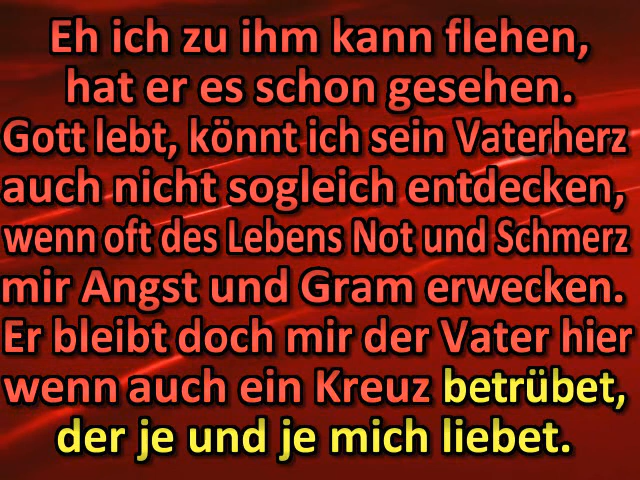 Eh ich zu ihm kann flehen,
hat er es schon gesehen.
Gott lebt, könnt ich sein Vaterherz
auch nicht sogleich entdecken,
wenn oft des Lebens Not und Schmerz
mir Angst und Gram erwecken.
Er bleibt doch mir der Vater hier
wenn auch ein Kreuz betrübet,
der je und je mich liebet.